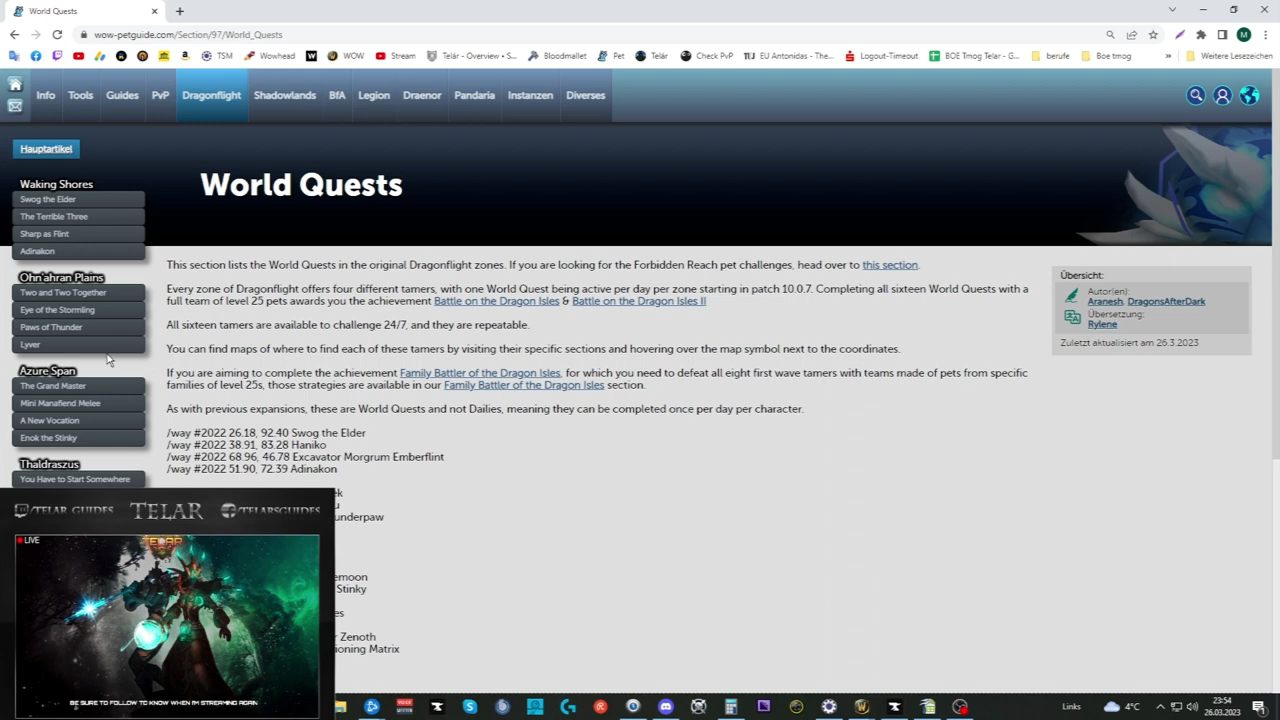 World Quests
wow-petguide.com/Section/97/World_Quests
TSM
Wowhead
WOW
Stream
Telár - Overview - S...
Bloodmallet
Pet
Telár
Check PvP
EU Antonidas - The...
Logout-Deutsch
BOE Tmog Telar - G...
berufe
Boe tmog
»
Weitere Lesezeichen
Info
Tools
Guides
PvP
Dragonflight
Shadowlands
BfA
Legion
Draenor
Pandaria
Instanzen
Diverses
Hauptartikel
World Quests
Waking Shores
Swog the Elder
The Terrible Three
Sharp as Flint
Adinakon
Ohn'ahran Plains
Two and Two Together
Eye of the Stormling
Paws of Thunder
Lyver
Azure Span
The Grand Master
Mini Manafiend Melee
A New Vocation
Enok the Stinky
Thaldraszus
You Have to Start Somewhere
This section lists the World Quests in the original Dragonflight zones. If you are looking for the Forbidden Reach pet challenges, head over to this section.
Every zone of Dragonflight offers four different tamers, with one World Quest being active per day per zone starting in patch 10.0.7. Completing all sixteen World Quests with a
full team of level 25 pets awards you the achievement Battle on the Dragon Isles & Battle on the Dragon Isles II
All sixteen tamers are available to challenge 24/7, and they are repeatable.
You can find maps of where to find each of these tamers by visiting their specific sections and hovering over the map symbol next to the coordinates.
If you are aiming to complete the achievement Family Battler of the Dragon Isles, for which you need to defeat all eight first wave tamers with teams made of pets from specific
families of level 25s, those strategies are available in our Family Battler of the Dragon Isles section.
As with previous expansions, these are World Quests and not Dailies, meaning they can be completed once per day per character.
/way #2022 26.18, 92.40 Swog the Elder
/way #2022 38.91, 83.28 Haniko
/way #2022 68.96, 46.78 Excavator Morgrum Emberflint
/way #2022 51.90, 72.39 Adinakon
ek
u
underpaw
emoon
Stinky
es
r Zenoth
ioning Matrix
Übersicht:
Autor(en):
Aranesh, DragonsAfterDark
Übersetzung:
Rylene
Zuletzt aktualisiert am 26.3.2023
/TELAR GUIDES
TELAR
/TELARSGUIDES
LIVE
TELAR
BE SURE TO FOLLOW TO KNOW WHEN I'M STREAMING AGAIN
Links
4°C
23:54
26.03.2023